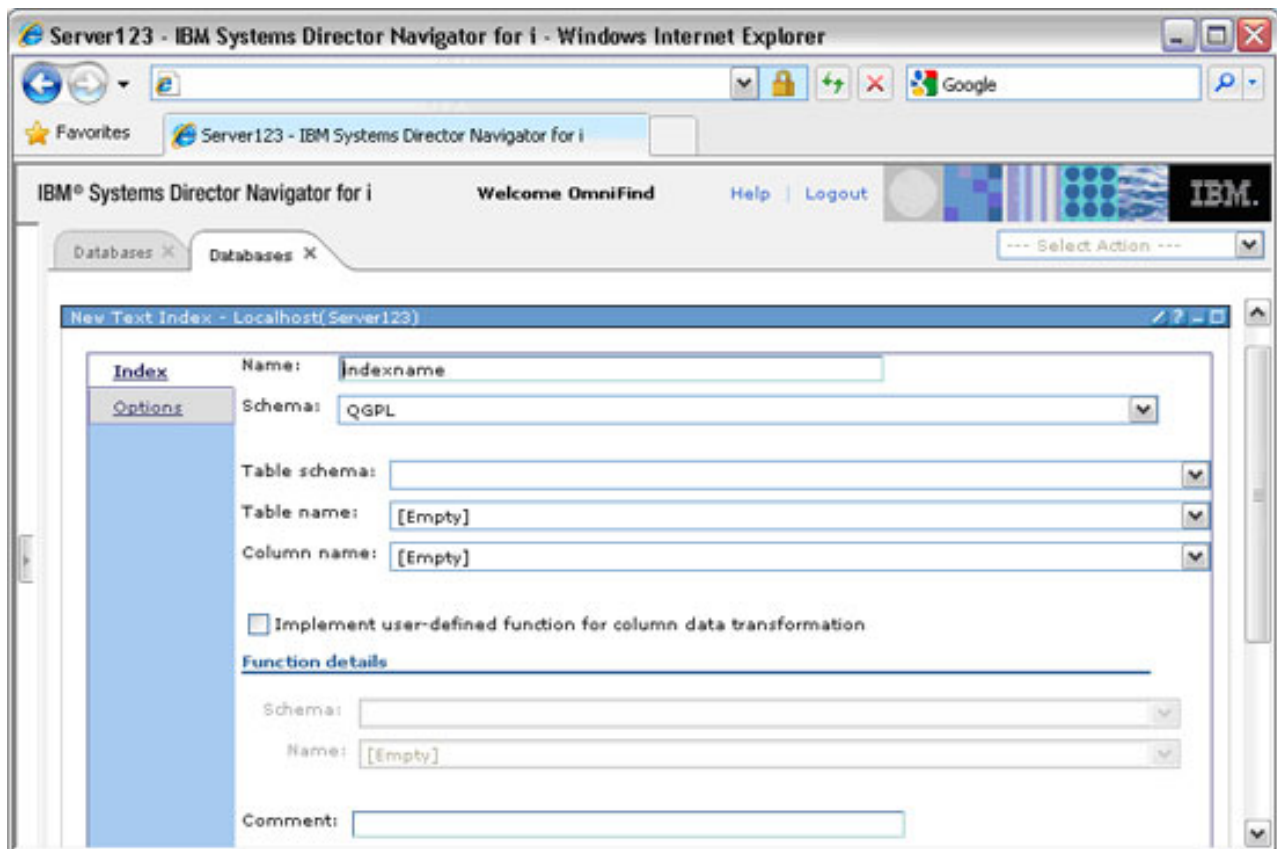 Server123 - IBM Systems Director Navigator for i - Windows Internet Explorer
Google
Favorites
Server123 - IBM Systems Director Navigator for i
IBM® Systems Director Navigator for i
Welcome OmniFind
Help | Logout
IBM.
Databases
Databases
--- Select Action ---
New Text Index - Localhost(Server123)
Index
Options
Name: indexname
Schema: QGPL
Table schema:
Table name: [Empty]
Column name: [Empty]
Implement user-defined function for column data transformation
Function details
Schema:
Name: [Empty]
Comment: